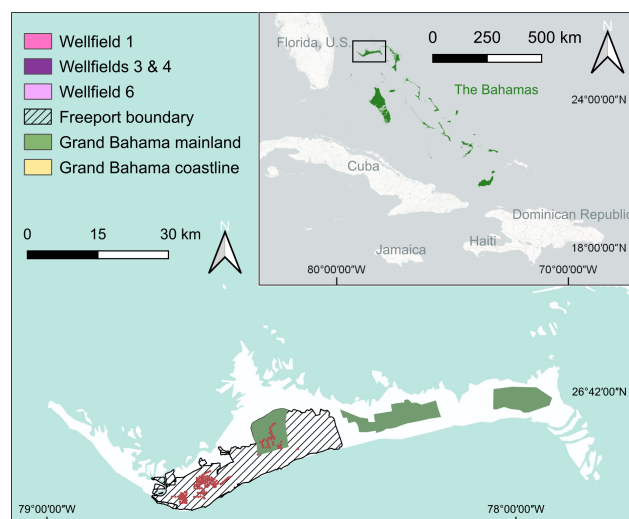 Wellfield 1
Wellfields 3 & 4
Wellfield 6
Freeport boundary
Grand Bahama mainland
Grand Bahama coastline
0 15 30 km
N
Florida, U.S.
0 250 500 km
N
The Bahamas
24°00'00"N
Cuba
Dominican Republic
Haiti
Jamaica
18°00'00"N
80°00'00"W 70°00'00"W
26°42'00"N
79°00'00"W 78°00'00"W